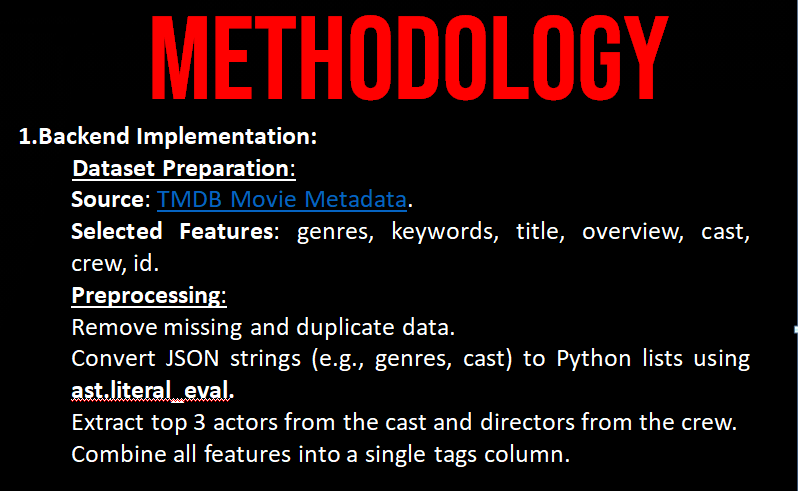 METHODOLOGY
1.Backend Implementation:
Dataset Preparation:
Source: TMDB Movie Metadata.
Selected Features: genres, keywords, title, overview, cast,
crew, id.
Preprocessing:
Remove missing and duplicate data.
Convert JSON strings (e.g., genres, cast) to Python lists using
ast.literal_eval.
Extract top 3 actors from the cast and directors from the crew.
Combine all features into a single tags column.